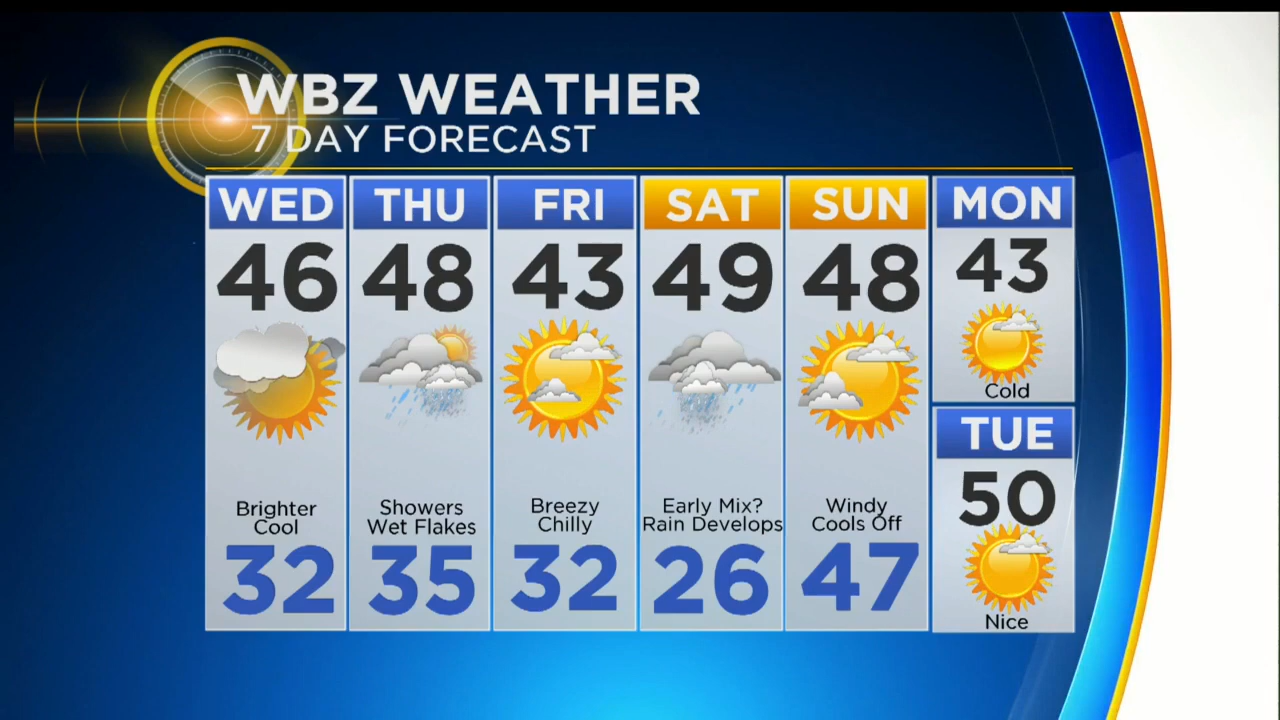 WBZ WEATHER
7 DAY FORECAST
WED
46
Brighter
Cool
32
THU
48
Showers
Wet Flakes
35
FRI
43
Breezy
Chilly
32
SAT
49
Early Mix?
Rain Develops
26
SUN
48
Windy
Cools Off
47
MON
43
Cold
TUE
50
Nice